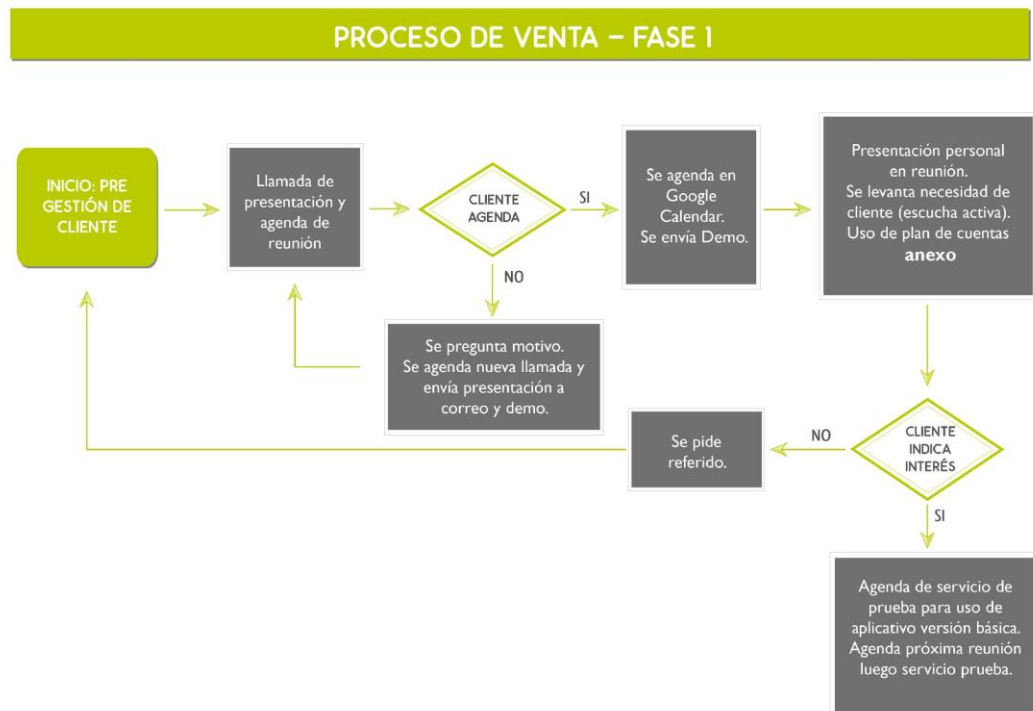 PROCESO DE VENTA – FASE 1
INICIO: PRE
GESTIÓN DE
CLIENTE
Llamada de
presentación y
agenda de
reunión
CLIENTE
AGENDA
SI
Se agenda en
Google
Calendar.
Se envía Demo.
Presentación personal
en reunión.
Se levanta necesidad de
cliente (escucha activa).
Uso de plan de cuentas
anexo
NO
Se pregunta motivo.
Se agenda nueva llamada y
envía presentación a
correo y demo.
CLIENTE
INDICA
INTERÉS
NO
Se pide
referido.
SI
Agenda de servicio de
prueba para uso de
aplicativo versión básica.
Agenda próxima reunión
luego servicio prueba.